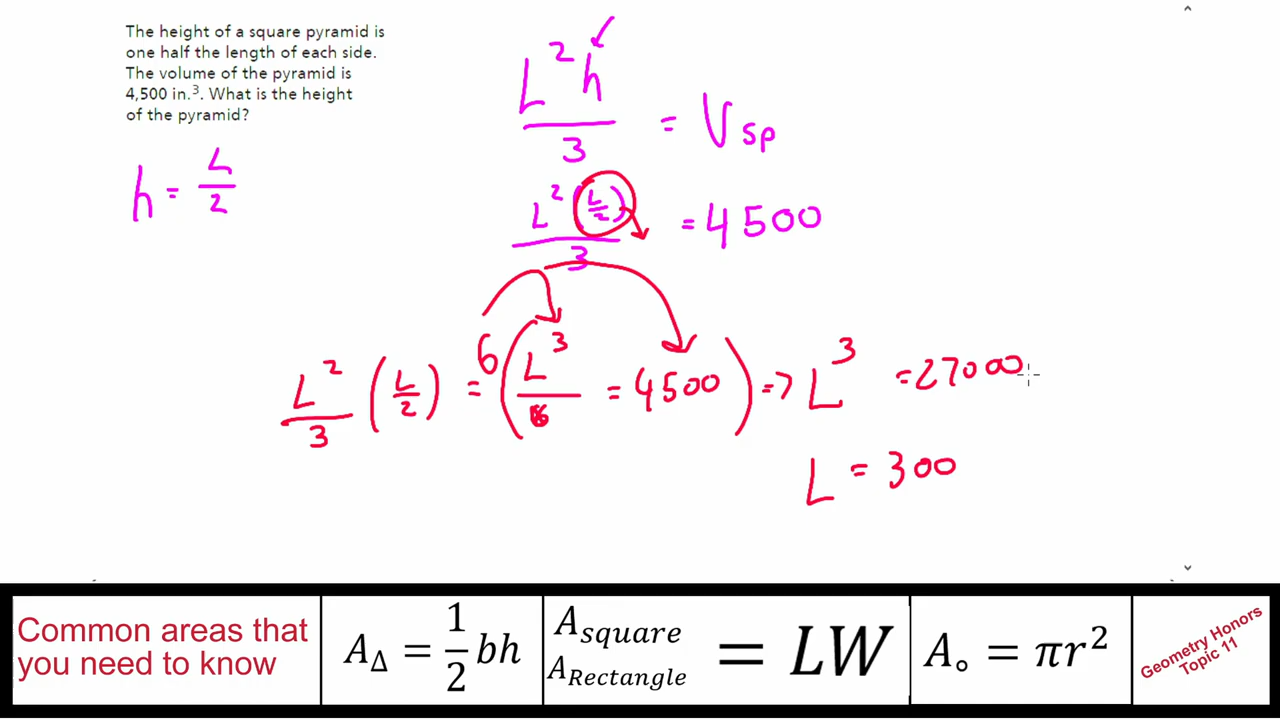 The height of a square pyramid is
one half the length of each side.
The volume of the pyramid is
4,500 in.³. What is the height
of the pyramid?
h = L/2
L²h/3 = Vsp
L²(L/2)/3 = 4500
L²/3 (L/2) = 6(L³/6 = 4500) => L³ = 27000
L = 300
Common areas that
you need to know
A△ = 1/2 bh
Asquare
ARectangle
= LW
A∘ = πr²
Geometry Honors
Topic 11